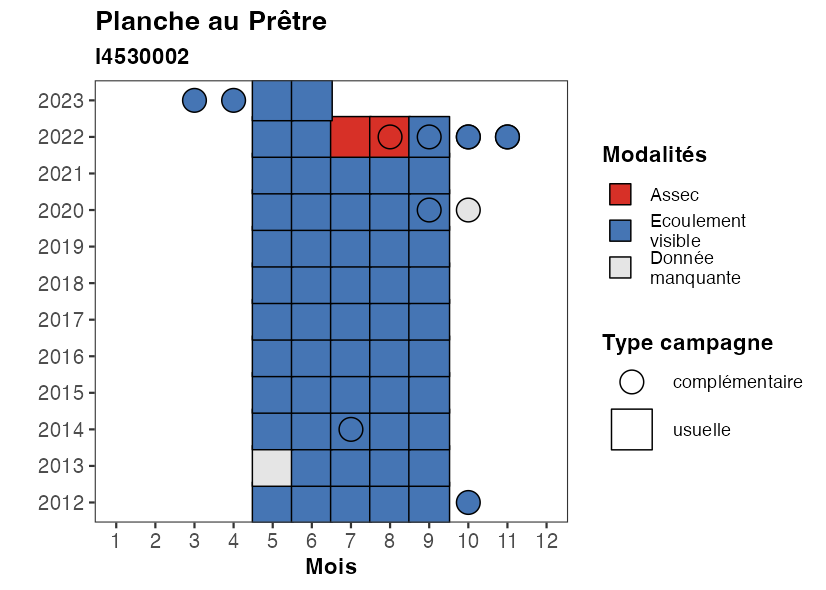 Planche au Prêtre
I4530002
2023
2022
2021
2020
2019
2018
2017
2016
2015
2014
2013
2012
1 2 3 4 5 6 7 8 9 10 11 12
Mois
Modalités
Assec
Ecoulement
visible
Donnée
manquante
Type campagne
complémentaire
usuelle